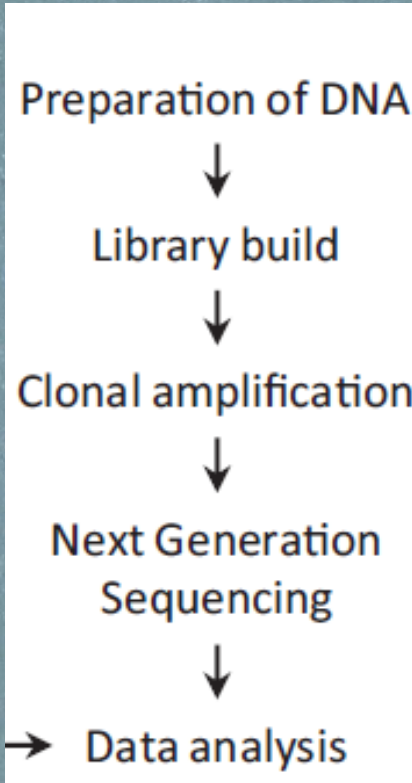 Preparation of DNA
Library build
Clonal amplification
Next Generation
Sequencing
Data analysis